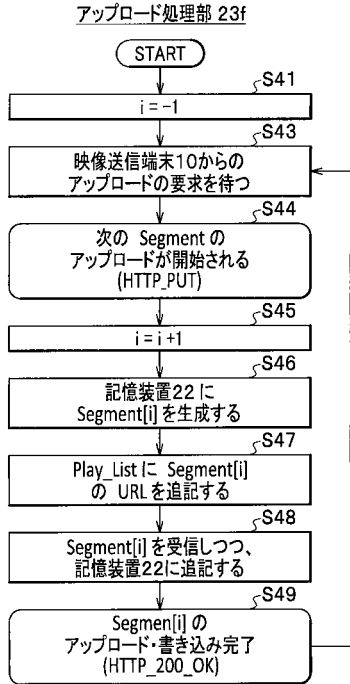 アップロード処理部 23f
START
S41
i = -1
S43
映像送信端末10からの
アップロードの要求を待つ
S44
次の Segment の
アップロードが開始される
(HTTP_PUT)
S45
i = i +1
S46
記憶装置22 に
Segment[i] を生成する
S47
Play_List に Segment[i]
の URL を追記する
S48
Segment[i] を受信しつつ、
記憶装置22に追記する
S49
Segmen[i] の
アップロード・書き込み完了
(HTTP_200_OK)